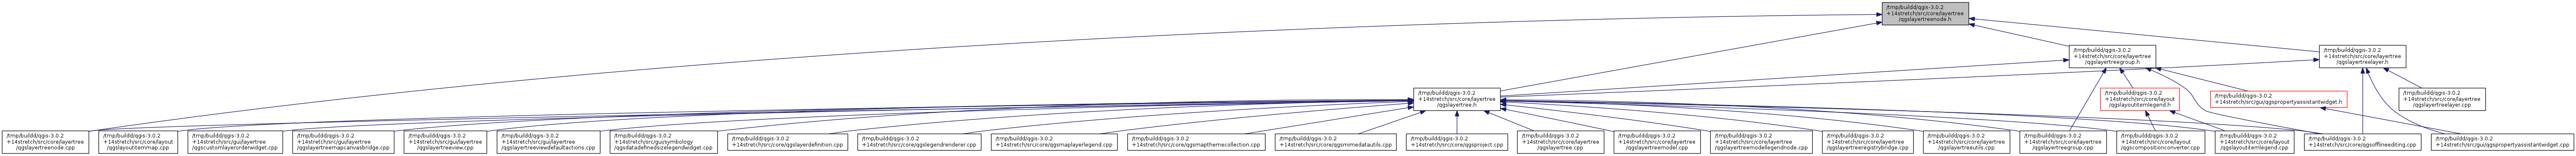 /tmp/buildd/qgis-3.0.2
+14stretch/src/core/layertree
/qgslayertreenode.h
/tmp/buildd/qgis-3.0.2
+14stretch/src/core/layertree
/qgslayertreegroup.h
/tmp/buildd/qgis-3.0.2
+14stretch/src/core/layertree
/qgslayertreelayer.h
/tmp/buildd/qgis-3.0.2
+14stretch/src/core/layertree
/qgslayertree.h
/tmp/buildd/qgis-3.0.2
+14stretch/src/core/layout
/qgslayoutitemlegend.h
/tmp/buildd/qgis-3.0.2
+14stretch/src/gui/qgspropertyassistantwidget.h
/tmp/buildd/qgis-3.0.2
+14stretch/src/core/layertree
/qgslayertreelayer.cpp
/tmp/buildd/qgis-3.0.2
+14stretch/src/core/layertree
/qgslayertreenode.cpp
/tmp/buildd/qgis-3.0.2
+14stretch/src/core/layout
/qgslayoutitemmap.cpp
/tmp/buildd/qgis-3.0.2
+14stretch/src/gui/layertree
/qgscustomlayerorderwidget.cpp
/tmp/buildd/qgis-3.0.2
+14stretch/src/gui/layertree
/qgslayertreemapcanvasbridge.cpp
/tmp/buildd/qgis-3.0.2
+14stretch/src/gui/layertree
/qgslayertreeview.cpp
/tmp/buildd/qgis-3.0.2
+14stretch/src/gui/layertree
/qgslayertreeviewdefaultactions.cpp
/tmp/buildd/qgis-3.0.2
+14stretch/src/gui/symbology
/qgsdatadefinedsizelegendwidget.cpp
/tmp/buildd/qgis-3.0.2
+14stretch/src/core/qgslayerdefinition.cpp
/tmp/buildd/qgis-3.0.2
+14stretch/src/core/qgslegendrenderer.cpp
/tmp/buildd/qgis-3.0.2
+14stretch/src/core/qgsmaplayerlegend.cpp
/tmp/buildd/qgis-3.0.2
+14stretch/src/core/qgsmapthemecollection.cpp
/tmp/buildd/qgis-3.0.2
+14stretch/src/core/qgsmimedatautils.cpp
/tmp/buildd/qgis-3.0.2
+14stretch/src/core/qgsproject.cpp
/tmp/buildd/qgis-3.0.2
+14stretch/src/core/layertree
/qgslayertree.cpp
/tmp/buildd/qgis-3.0.2
+14stretch/src/core/layertree
/qgslayertreemodel.cpp
/tmp/buildd/qgis-3.0.2
+14stretch/src/core/layertree
/qgslayertreemodellegendnode.cpp
/tmp/buildd/qgis-3.0.2
+14stretch/src/core/layertree
/qgslayertreeregistrybridge.cpp
/tmp/buildd/qgis-3.0.2
+14stretch/src/core/layertree
/qgslayertreeutils.cpp
/tmp/buildd/qgis-3.0.2
+14stretch/src/core/layertree
/qgslayertreegroup.cpp
/tmp/buildd/qgis-3.0.2
+14stretch/src/core/layout
/qgscompositionconverter.cpp
/tmp/buildd/qgis-3.0.2
+14stretch/src/core/layout
/qgslayoutitemlegend.cpp
/tmp/buildd/qgis-3.0.2
+14stretch/src/core/qgsofflineediting.cpp
/tmp/buildd/qgis-3.0.2
+14stretch/src/gui/qgspropertyassistantwidget.cpp